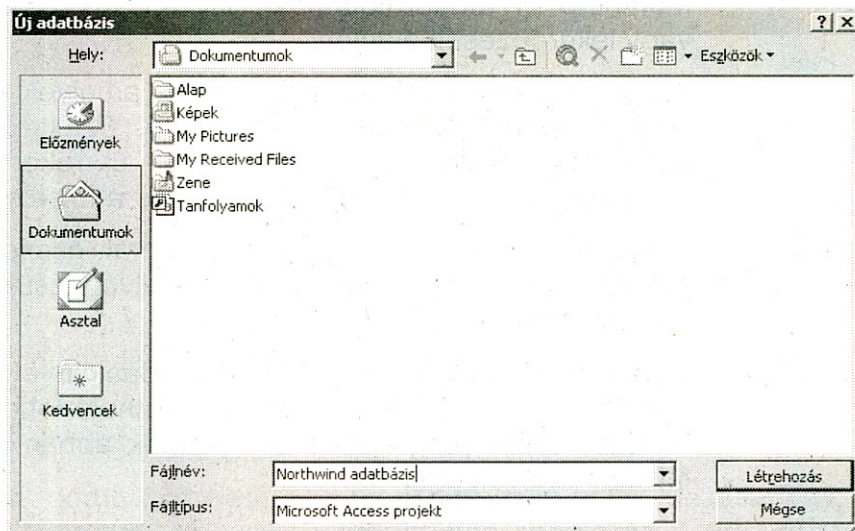 Új adatbázis
Hely:
Dokumentumok
Eszközök
Előzmények
Dokumentumok
Asztal
Kedvencek
Alap
Képek
My Pictures
My Received Files
Zene
Tanfolyamok
Fájlnév:
Northwind adatbázis
Létrehozás
Fájltípus:
Microsoft Access projekt
Mégse